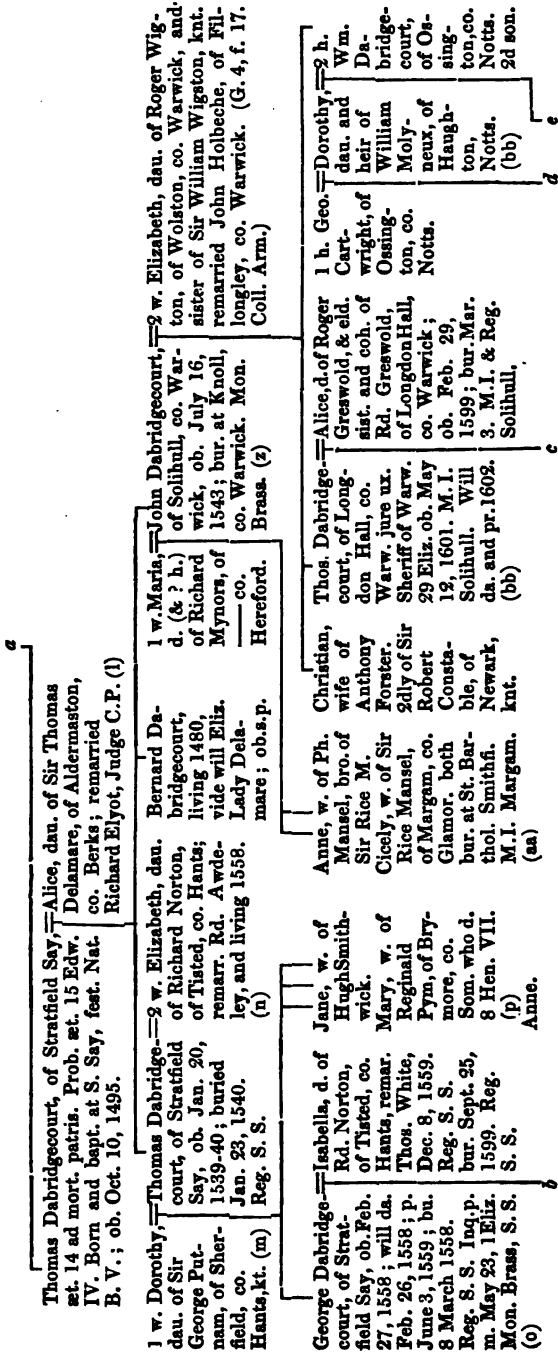 a
Thomas Dabridgecourt, of Stratfield Say,=Alice, dau. of Sir Thomas
æt. 14 ad mort. patris. Prob. æt. 15 Edw.
IV. Born and bapt. at S. Say, fest. Nat.
B. V.; ob. Oct. 10, 1495.
Delamare, of Aldermaston,
co. Berks; remarried
Richard Elyot, Judge C.P. (l)
1 w. Dorothy,=Thomas Dabridge-=2 w. Elizabeth, dau.
dau. of Sir
George Put-
nam, of Sher-
field, co.
Hants, kt. (m)
court, of Stratfield
Say, ob. Jan. 20,
1539-40; buried
Jan. 23, 1540.
Reg. S. S.
of Richard Norton,
of Tisted, co. Hants;
remarr. Rd. Awde-
ley, and living 1558.
(n)
Bernard Da-
bridgecourt,
living 1480,
vide will Eliz.
Lady Dela-
mare; ob.s.p.
1 w. Maria,=John Dabridgecourt,=2 w. Elizabeth, dau. of Roger Wig-
d. (& ? h.)
of Richard
Mynors, of
— co.
Hereford.
of Solihull, co. War-
wick, ob. July 16,
1543; bur. at Knoll,
co. Warwick. Mon.
Brass. (z)
ton, of Wolston, co. Warwick, and
sister of Sir William Wigston, knt.
remarried John Holbeche, of Fil-
longley, co. Warwick. (G. 4, f. 17.
Coll. Arm.)
George Dabridge-=Isabella, d. of
court, of Strat-
field Say, ob. Feb.
27, 1558; will da.
Feb. 26, 1558; p.
June 3, 1559; bu.
8 March 1558.
Reg. S. S. Inq. p.
m. May 23, 1 Eliz.
Mon. Brass, S. S.
(o)
Rd. Norton,
of Tisted, co.
Hants, remar.
Thos. White,
Dec. 8, 1559.
Reg. S. S.
bur. Sept. 25,
1599. Reg.
S. S.
b
Jane, w. of
Hugh Smith-
wick.
Mary, w. of
Reginald
Pym, of Bry-
more, co.
Som. who d.
8 Hen. VII.
(p)
Anne.
Anne, w. of Ph.
Mansel, bro. of
Sir Rice M.
Cicely, w. of Sir
Rice Mansel,
of Margam, co.
Glamor. both
bur. at St. Bar-
thol. Smithfi.
M.I. Margam.
(aa)
Christian,
wife of
Anthony
Forster.
2dly of Sir
Robert
Consta-
ble, of
Newark,
knt.
Thos. Dabridge-=Alice, d. of Roger
court, of Long-
don Hall, co.
Warw. jure ux.
Sheriff of Warw.
29 Eliz. ob. May
12, 1601. M.I.
Solihull. Will
da. and pr. 1602.
(bb)
Greswold, & eld.
sist. and coh. of
Rd. Greswold,
of Longdon Hall,
co. Warwick;
ob. Feb. 29,
1599; bur. Mar.
3. M.I. & Reg.
Solihull.
c
1 h. Geo.=Dorothy,=2 h.
Cart-
wright, of
Ossing-
ton, co.
Notts.
dau. and
heir of
William
Moly-
neux, of
Haugh-
ton,
Notts.
(bb)
Wm.
Da-
bridge-
court,
of Os-
sing-
ton, co.
Notts.
2d son.
d
e